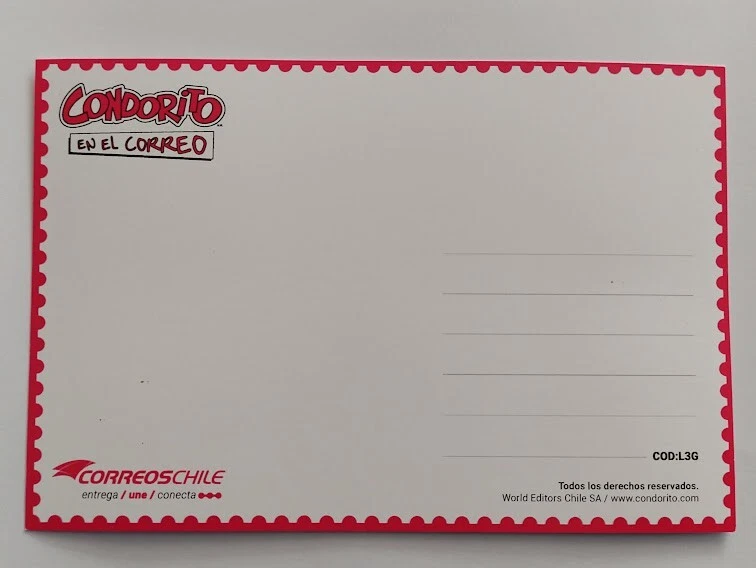 CONDORITO
EN EL CORREO
COD:L3G
CORREOSCHILE
entrega / une / conecta
Todos los derechos reservados.
World Editors Chile SA / www.condorito.com